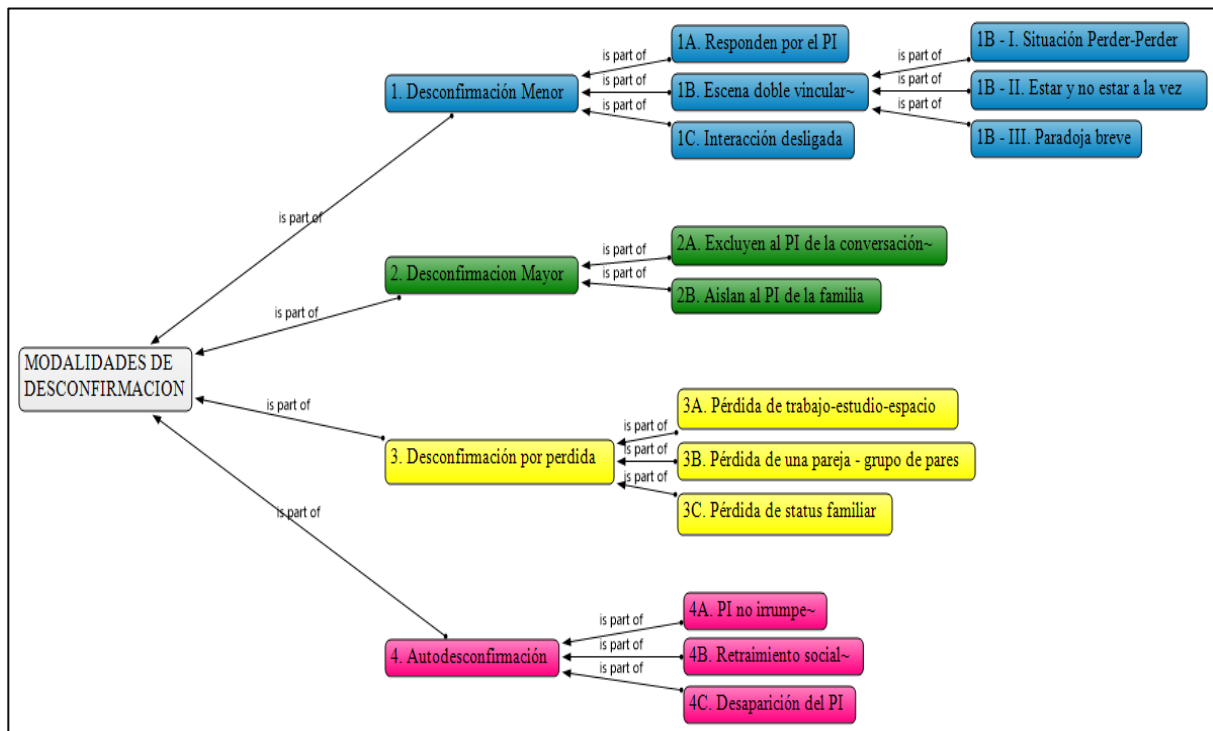 1A. Responden por el PI
1B - I. Situación Perder-Perder
is part of
is part of
1. Desconfirmación Menor
is part of
1B. Escena doble vincular~
is part of
1B - II. Estar y no estar a la vez
is part of
is part of
1C. Interacción desligada
1B - III. Paradoja breve
is part of
2A. Excluyen al PI de la conversación~
is part of
2. Desconfirmacion Mayor
is part of
2B. Aislan al PI de la familia
is part of
MODALIDADES DE
DESCONFIRMACION
is part of
3A. Pérdida de trabajo-estudio-espacio
is part of
3. Desconfirmación por perdida
is part of
3B. Pérdida de una pareja - grupo de pares
is part of
3C. Pérdida de status familiar
is part of
4A. PI no irrumpe~
is part of
4. Autodesconfirmación
is part of
4B. Retraimiento social~
is part of
4C. Desaparición del PI